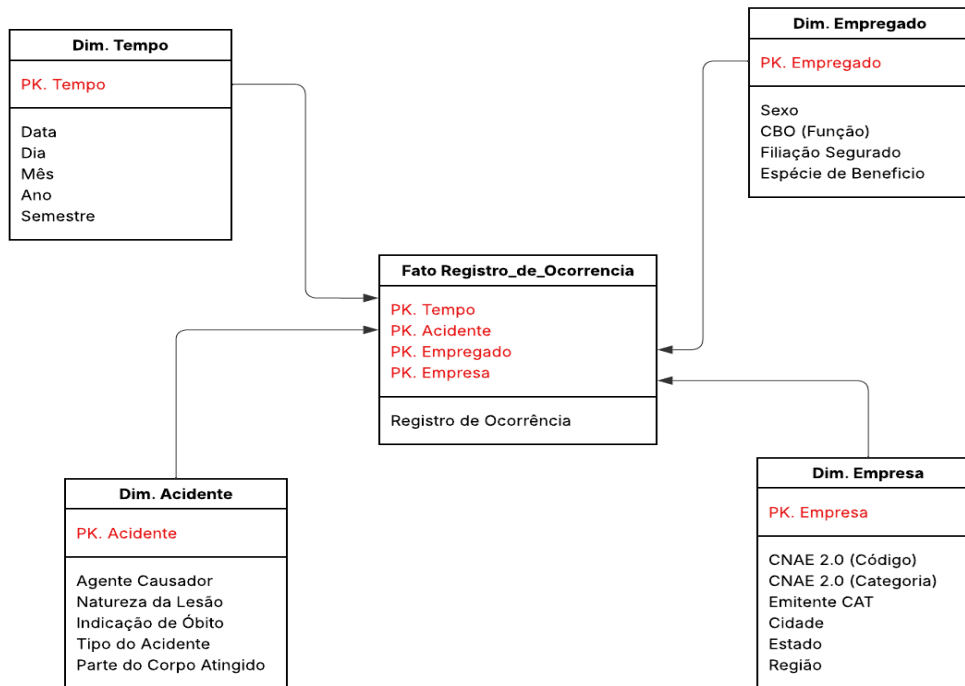 Dim. Tempo
PK. Tempo
Data
Dia
Mês
Ano
Semestre
Dim. Empregado
PK. Empregado
Sexo
CBO (Função)
Filiação Segurado
Espécie de Beneficio
Fato Registro_de_Ocorrencia
PK. Tempo
PK. Acidente
PK. Empregado
PK. Empresa
Registro de Ocorrência
Dim. Acidente
PK. Acidente
Agente Causador
Natureza da Lesão
Indicação de Óbito
Tipo do Acidente
Parte do Corpo Atingido
Dim. Empresa
PK. Empresa
CNAE 2.0 (Código)
CNAE 2.0 (Categoria)
Emitente CAT
Cidade
Estado
Região